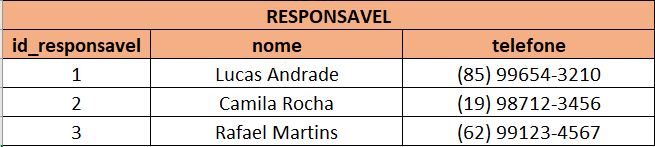 RESPONSAVEL
id_responsavel nome telefone
1 Lucas Andrade (85) 99654-3210
2 Camila Rocha (19) 98712-3456
3 Rafael Martins (62) 99123-4567